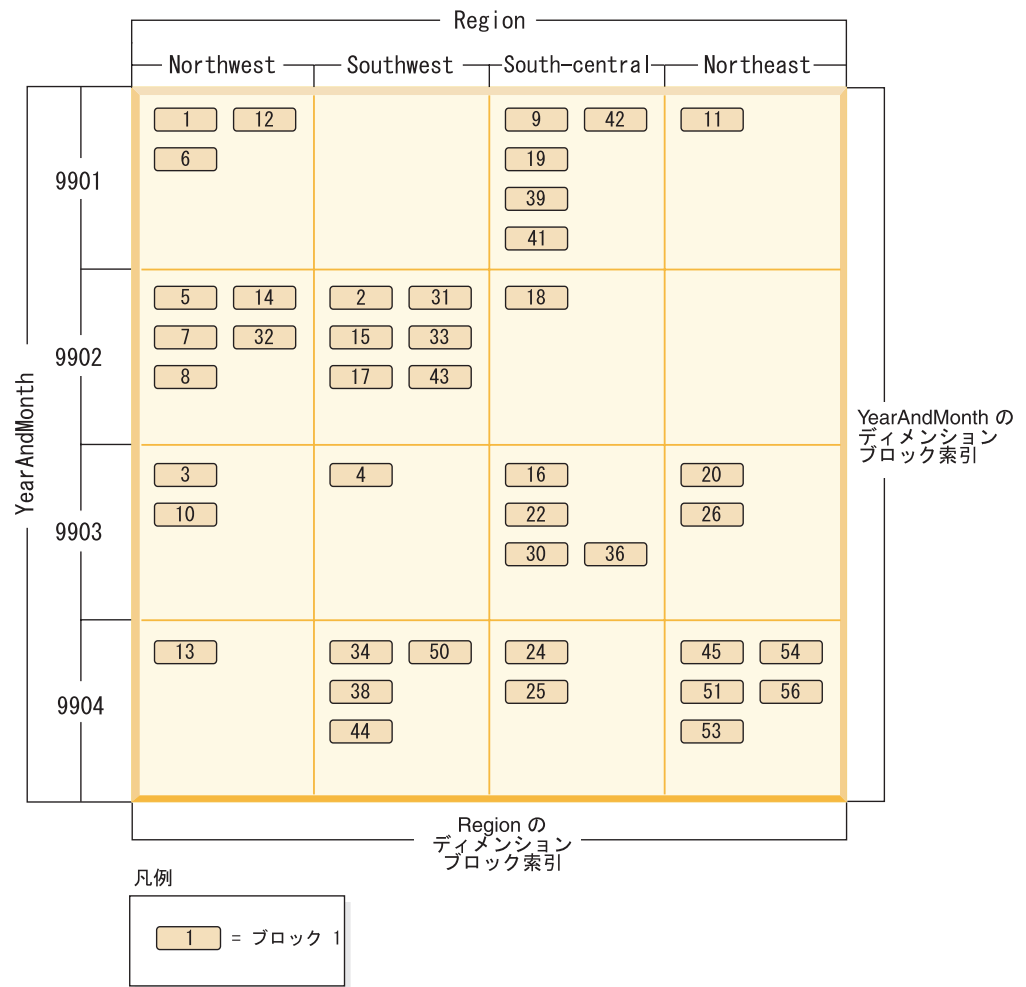 Region
Northwest Southwest South-central Northeast
1 12 9 42 11
6 19
9901
39
41
5 14 2 31 18
7 32 15 33
9902
8 17 43
YearAndMonth
YearAndMonth の
ディメンション
ブロック索引
3 4 16 20
10 22 26
9903
30 36
13 34 50 24 45 54
38 25 51 56
9904
44 53
Region の
ディメンション
ブロック索引
凡例
1 = ブロック 1